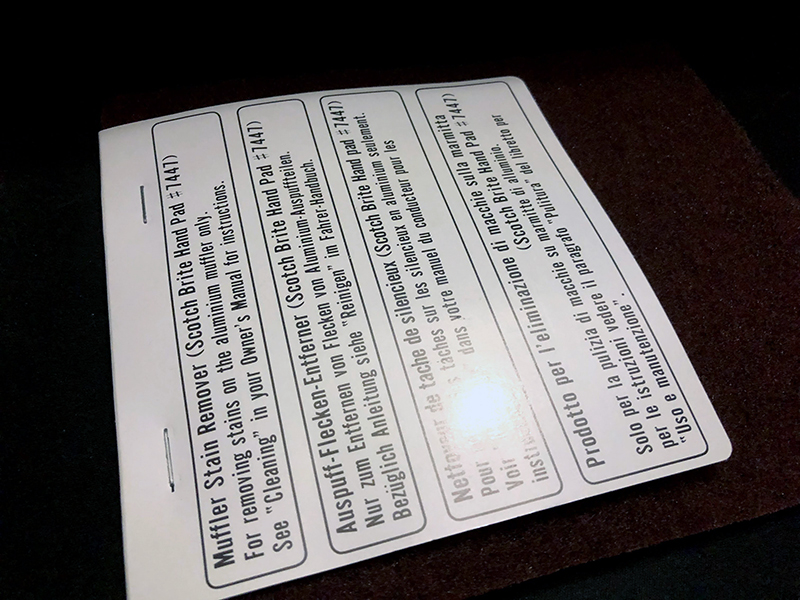 Muffler Stain Remover (Scotch Brite Hand Pad #7447)
For removing stains on the aluminium muffler only.
See "Cleaning" in your Owner's Manual for instructions.
Auspuff-Flecken-Entferner (Scotch Brite Hand Pad #7447)
Nur zum Entfernen von Flecken von Aluminium-Auspuffteilen.
Bezüglich Anleitung siehe "Reinigen" im Fahrer-Handbuch.
de tache de silencieux (Scotch Brite Hand pad #7447)
Pour taches sur les silencieux en aluminium seulement.
Voir dans votre manuel du conducteur pour les
Prodotto per l'eliminazione di macchie sulla marmitta
(Scotch Brite Hand Pad #7447)
Solo per la pulizia di macchie su marmitte di aluminio.
per le istruzioni vedere il paragrafo "Pulitura" del libretto per
"Uso e manutenzione".